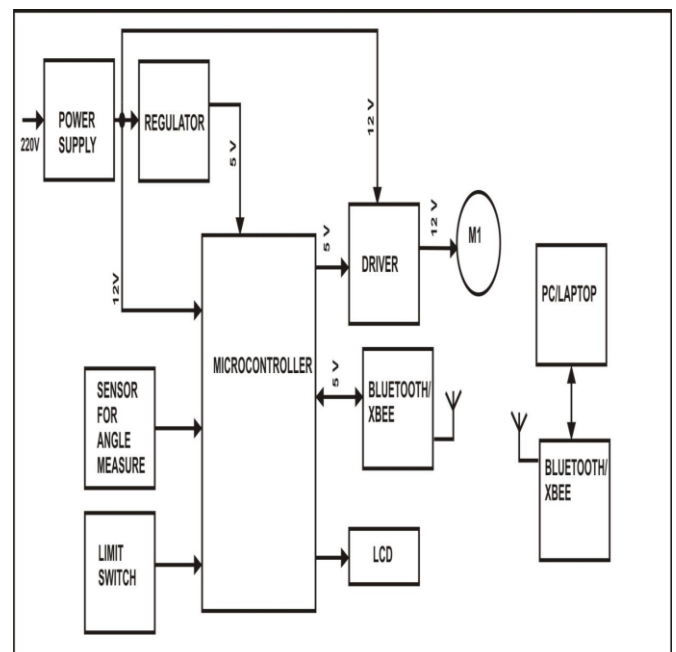 POWER
SUPPLY
220V
REGULATOR
5 V
12 V
12V
MICROCONTROLLER
5 V
DRIVER
12 V
M1
SENSOR
FOR
ANGLE
MEASURE
5 V
BLUETOOTH/
XBEE
PC/LAPTOP
BLUETOOTH/
XBEE
LIMIT
SWITCH
LCD